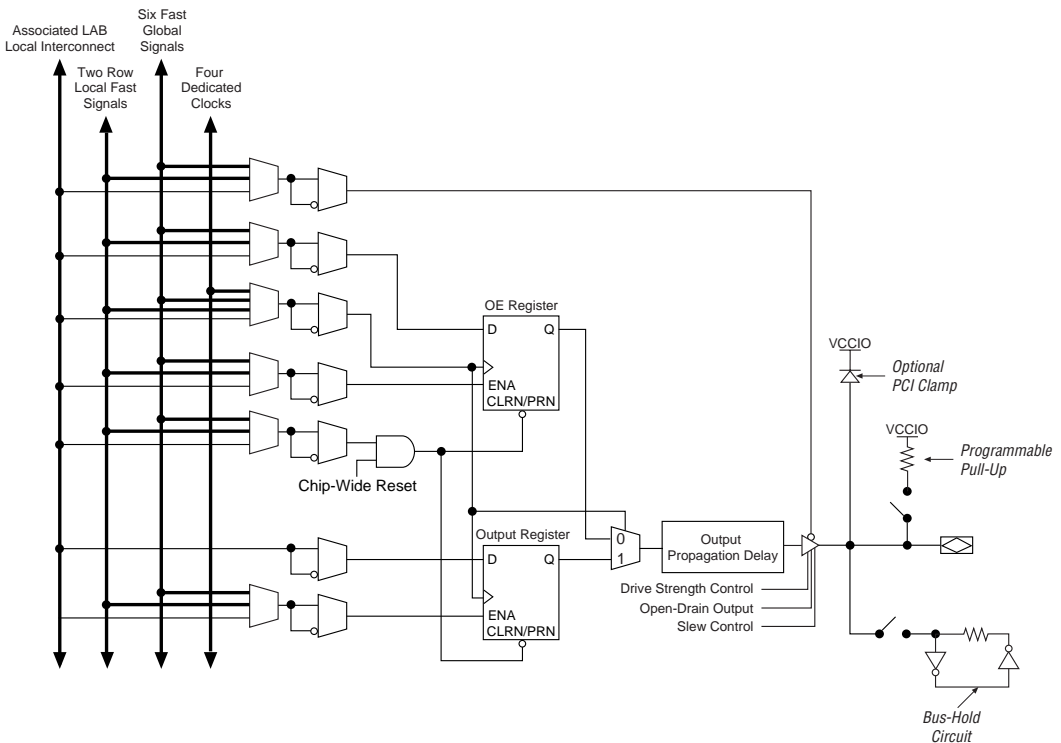 Associated LAB
Local Interconnect
Six Fast
Global
Signals
Two Row
Local Fast
Signals
Four
Dedicated
Clocks
OE Register
D
Q
ENA
CLRN/PRN
VCCIO
Optional
PCI Clamp
VCCIO
Programmable
Pull-Up
Chip-Wide Reset
Output Register
D
Q
ENA
CLRN/PRN
0
1
Output
Propagation Delay
Drive Strength Control
Open-Drain Output
Slew Control
Bus-Hold
Circuit